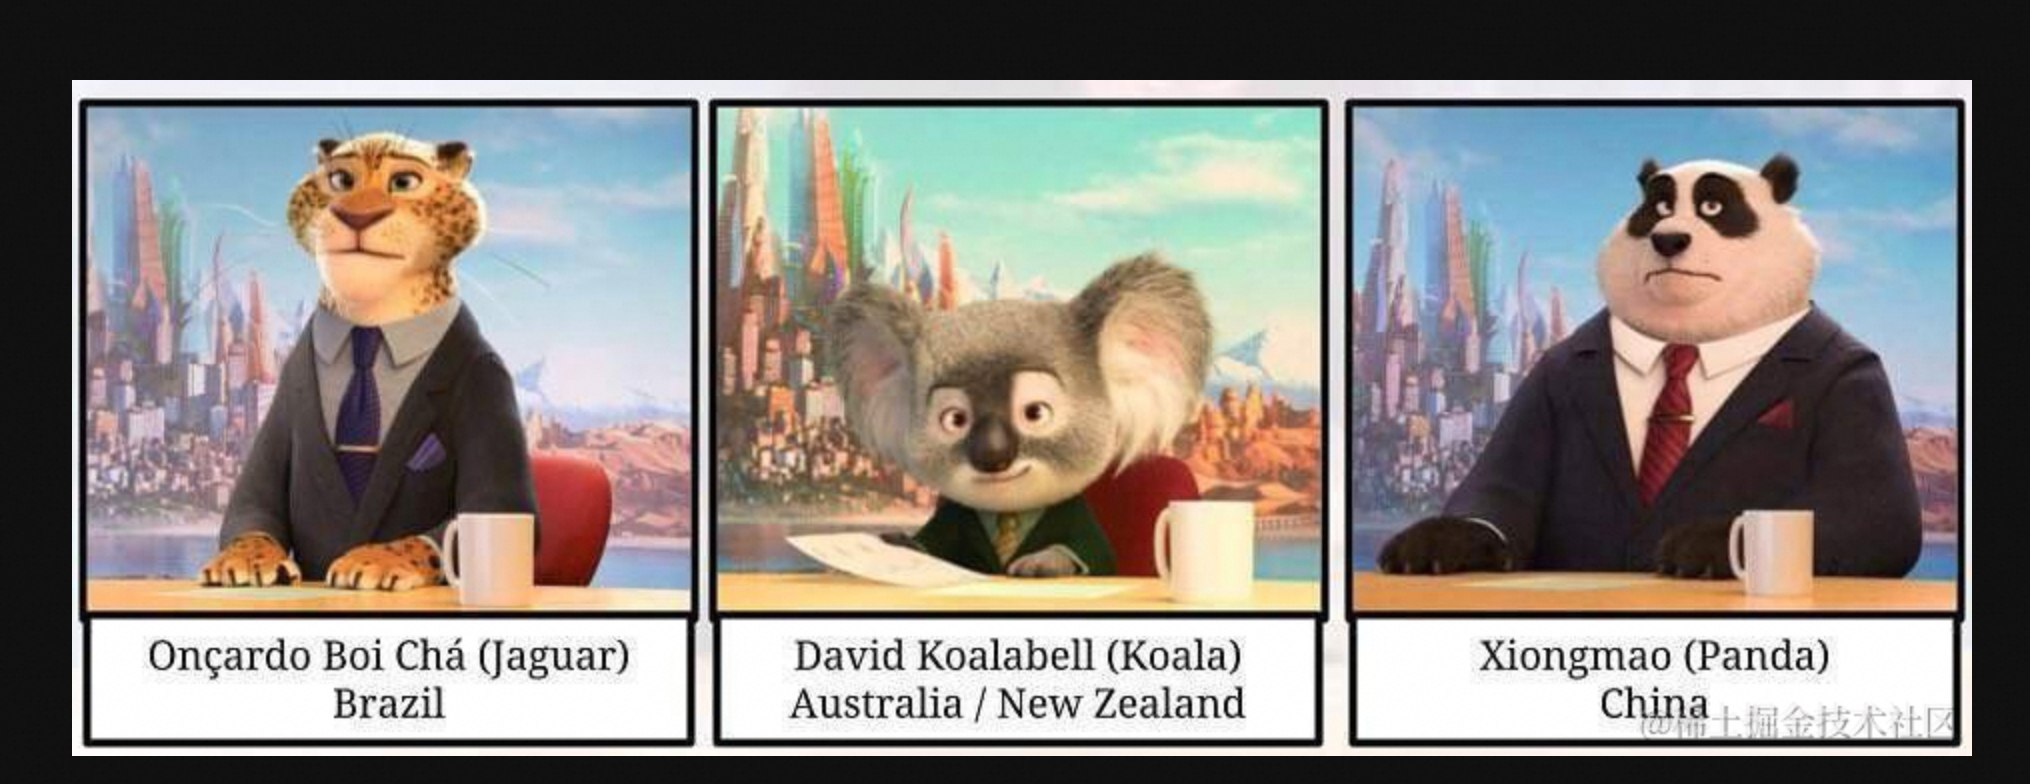 Onçardo Boi Chá (Jaguar)
Brazil
David Koalabell (Koala)
Australia / New Zealand
Xiongmao (Panda)
China
@稀土掘金技术社区